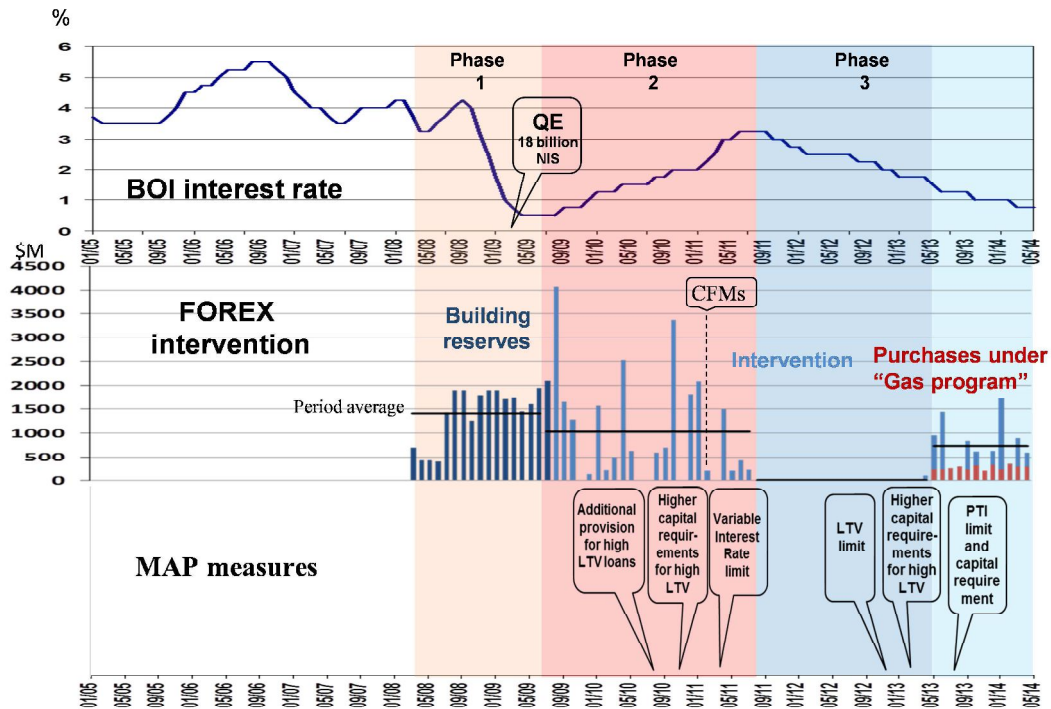 %
6
5
4
3
2
1
0
Phase
1
Phase
2
Phase
3
QE
18 billion
NIS
BOI interest rate
01/05
05/05
09/05
01/06
05/06
09/06
01/07
05/07
09/07
01/08
05/08
09/08
01/09
05/09
09/09
01/10
05/10
09/10
01/11
05/11
09/11
01/12
05/12
09/12
01/13
05/13
09/13
01/14
05/14
$M
4500
4000
3500
3000
2500
2000
1500
1000
500
0
FOREX
intervention
Building
reserves
CFMs
Intervention
Purchases under
“Gas program”
Period average
MAP measures
Additional
provision
for high
LTV loans
Higher
capital
requir-
ements
for high
LTV
Variable
Interest
Rate
limit
LTV
limit
Higher
capital
require-
ments
for high
LTV
PTI
limit
and
capital
require
ment
01/05
05/05
09/05
01/06
05/06
09/06
01/07
05/07
09/07
01/08
05/08
09/08
01/09
05/09
09/09
01/10
05/10
09/10
01/11
05/11
09/11
01/12
05/12
09/12
01/13
05/13
09/13
01/14
05/14